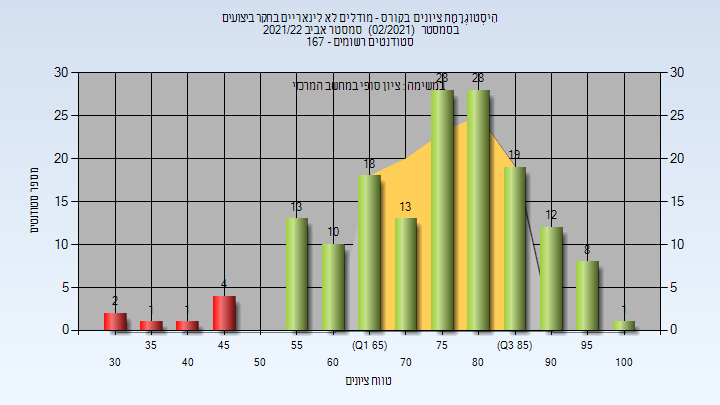 היסטוגרמת ציונים בקורס - מודלים לא לינאריים בחקר ביצועים
בסמסטר (02/2021) סמסטר אביב 2021/22
סטודנטים רשומים - 167
במשימה : ציון סופי במחשב המרכזי
30 30
25 25
20 20
15 15
10 10
5 5
0 0
2 1 1 4 13 10 18 13 28 28 19 12 8 1
מספר סטודנטים
35 45 55 (Q1 65) 75 (Q3 85) 95
30 40 50 60 70 80 90 100
טווח ציונים